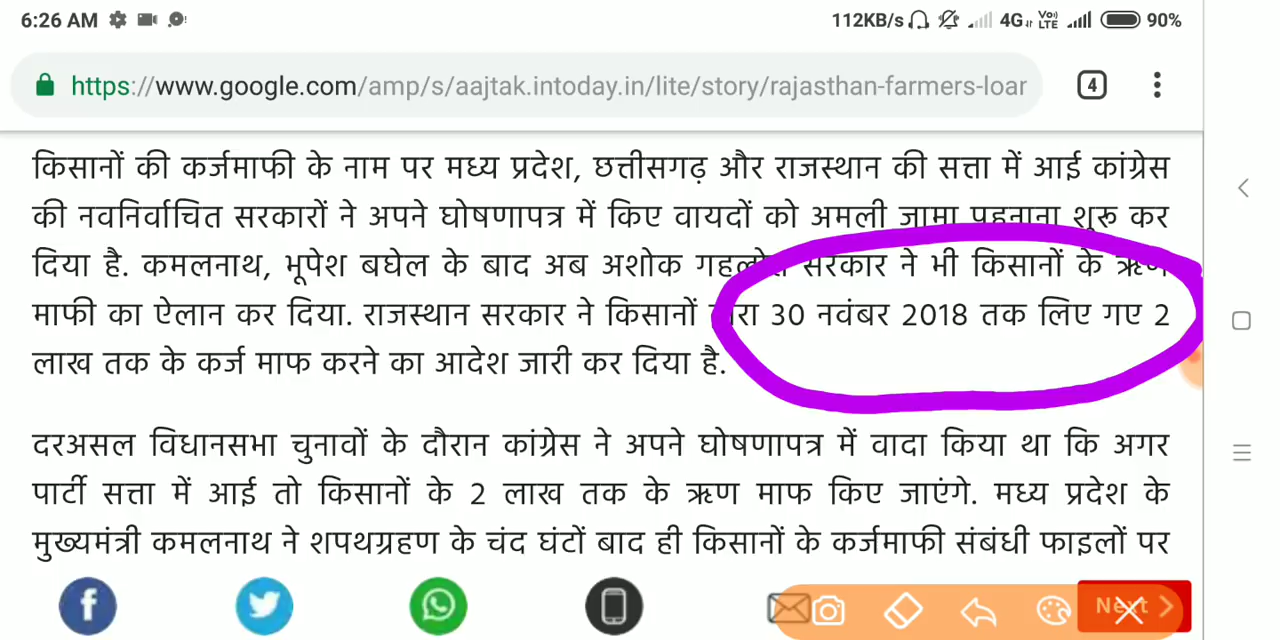 6:26 AM 112KB/s 4G Vo) LTE 90%
https://www.google.com/amp/s/aajtak.intoday.in/lite/story/rajasthan-farmers-loar 4
किसानों की कर्जमाफी के नाम पर मध्य प्रदेश, छत्तीसगढ़ और राजस्थान की सत्ता में आई कांग्रेस
की नवनिर्वाचित सरकारों ने अपने घोषणापत्र में किए वायदों को अमली जामा पहनाना शुरू कर
दिया है. कमलनाथ, भूपेश बघेल के बाद अब अशोक गहलोत सरकार ने भी किसानों के ऋण
माफी का ऐलान कर दिया. राजस्थान सरकार ने किसानों 30 नवंबर 2018 तक लिए गए 2
लाख तक के कर्ज माफ करने का आदेश जारी कर दिया है.
दरअसल विधानसभा चुनावों के दौरान कांग्रेस ने अपने घोषणापत्र में वादा किया था कि अगर
पार्टी सत्ता में आई तो किसानों के 2 लाख तक के ऋण माफ किए जाएंगे. मध्य प्रदेश के
मुख्यमंत्री कमलनाथ ने शपथग्रहण के चंद घंटों बाद ही किसानों के कर्जमाफी संबंधी फाइलों पर
Next